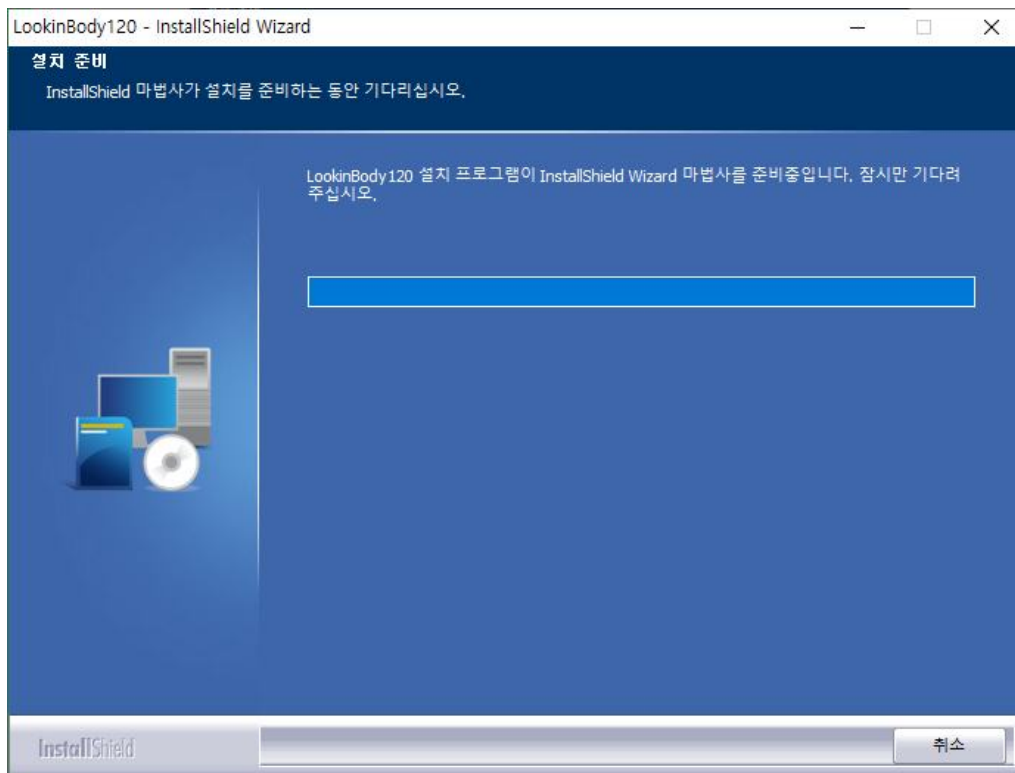 LookinBody120 - InstallShield Wizard
설치 준비
InstallShield 마법사가 설치를 준비하는 동안 기다리십시오.
LookinBody120 설치 프로그램이 InstallShield Wizard 마법사를 준비중입니다. 잠시만 기다려
주십시오.
InstallShield
취소